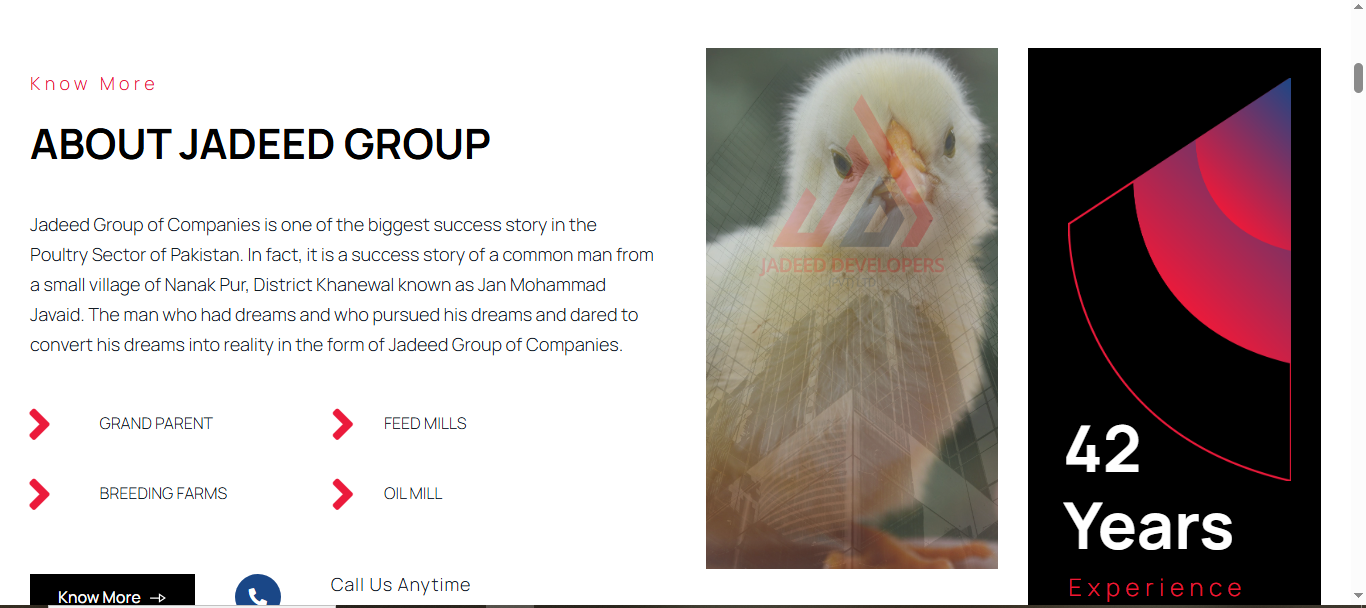 Know More
ABOUT JADEED GROUP
Jadeed Group of Companies is one of the biggest success story in the
Poultry Sector of Pakistan. In fact, it is a success story of a common man from
a small village of Nanak Pur, District Khanewal known as Jan Mohammad
Javaid. The man who had dreams and who pursued his dreams and dared to
convert his dreams into reality in the form of Jadeed Group of Companies.
GRAND PARENT
FEED MILLS
BREEDING FARMS
OIL MILL
Know More
Call Us Anytime
JADEED DEVELOPERS
42
Years
Experience